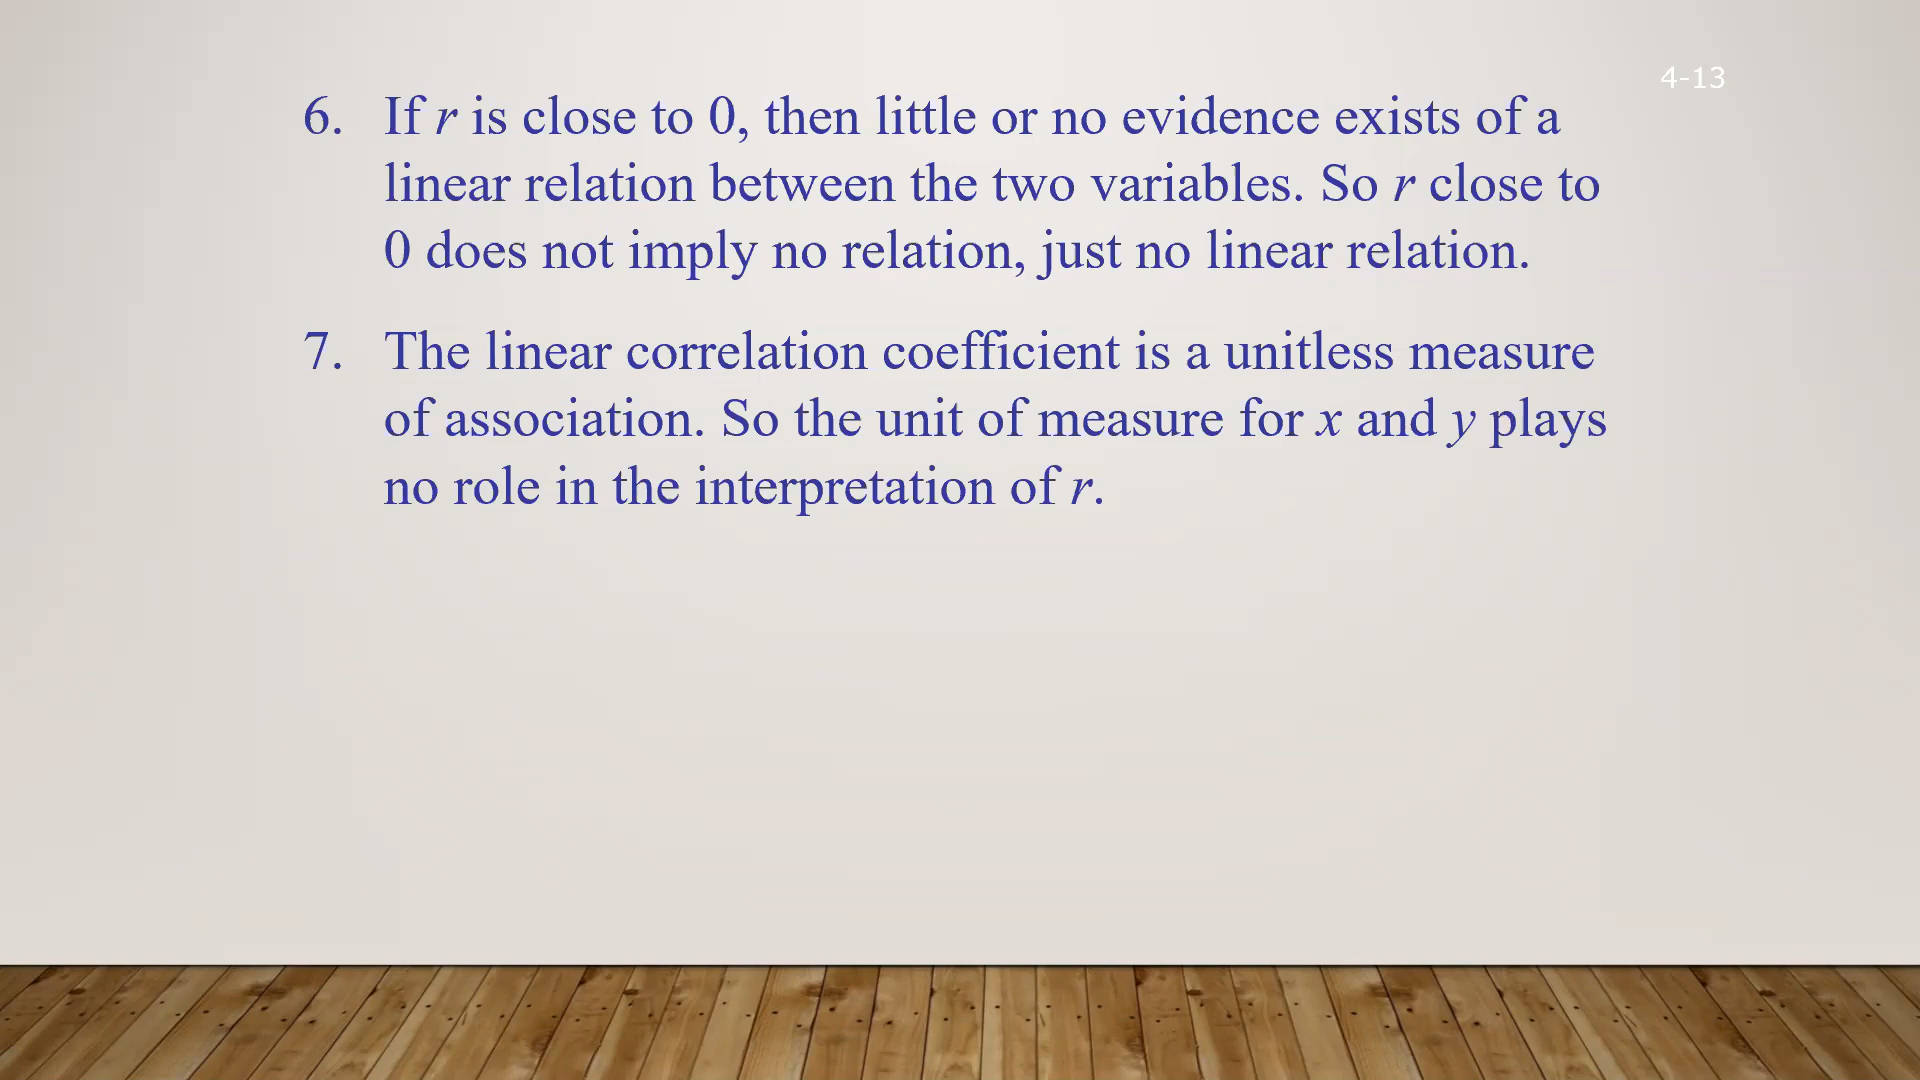 4-13
6. If r is close to 0, then little or no evidence exists of a
linear relation between the two variables. So r close to
0 does not imply no relation, just no linear relation.
7. The linear correlation coefficient is a unitless measure
of association. So the unit of measure for x and y plays
no role in the interpretation of r.